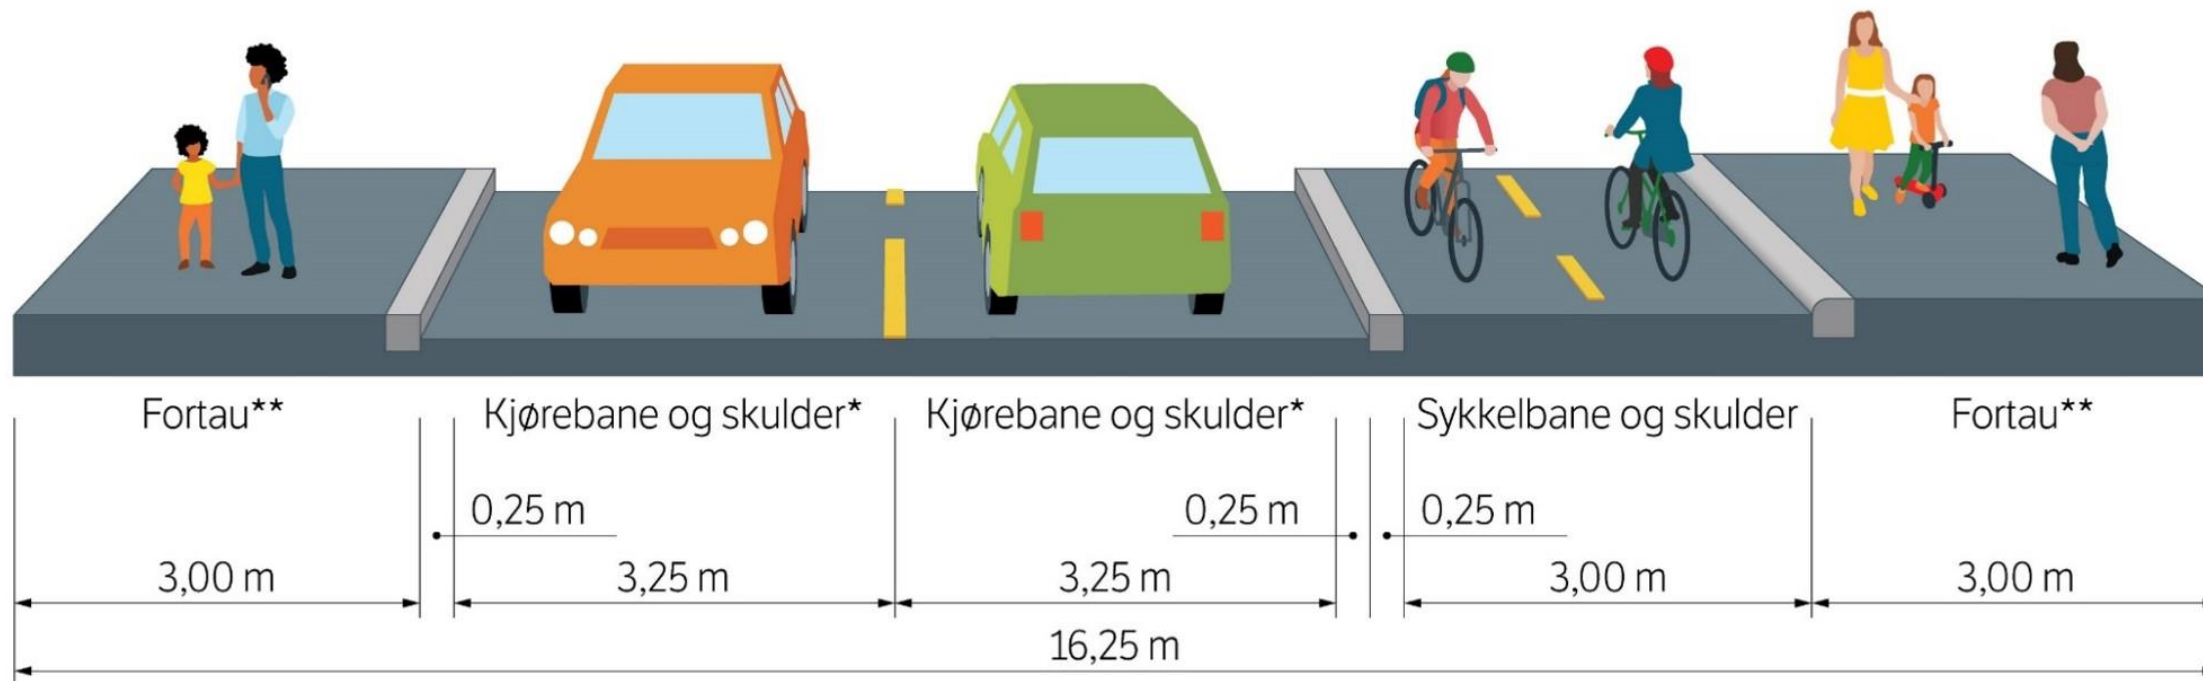 Fortau** Kjørebane og skulder* Kjørebane og skulder* Sykkelbane og skulder Fortau**
0,25 m 0,25 m 0,25 m
3,00 m 3,25 m 3,25 m 3,00 m 3,00 m
16,25 m